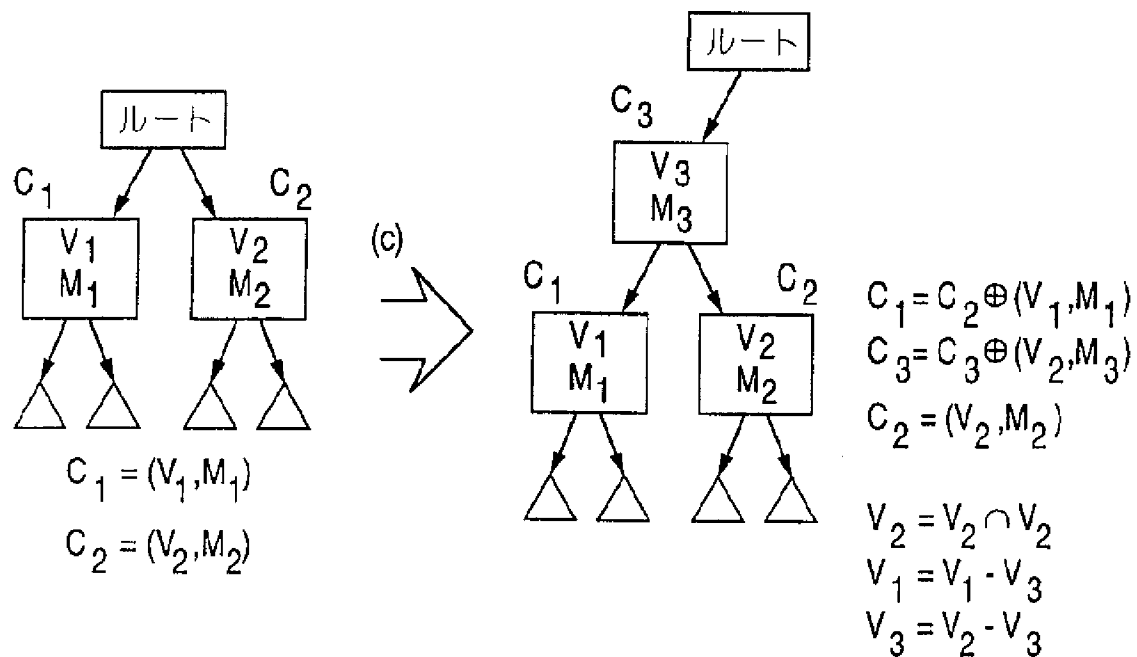 ルート
C₁
C₂
V₁
M₁
V₂
M₂
C₁ = (V₁,M₁)
C₂ = (V₂,M₂)
(c)
ルート
C₃
V₃
M₃
C₁
C₂
V₁
M₁
V₂
M₂
C₁=C₂⊕(V₁,M₁)
C₃=C₃⊕(V₂,M₃)
C₂=(V₂,M₂)
V₂=V₂∩V₂
V₁=V₁-V₃
V₃=V₂-V₃